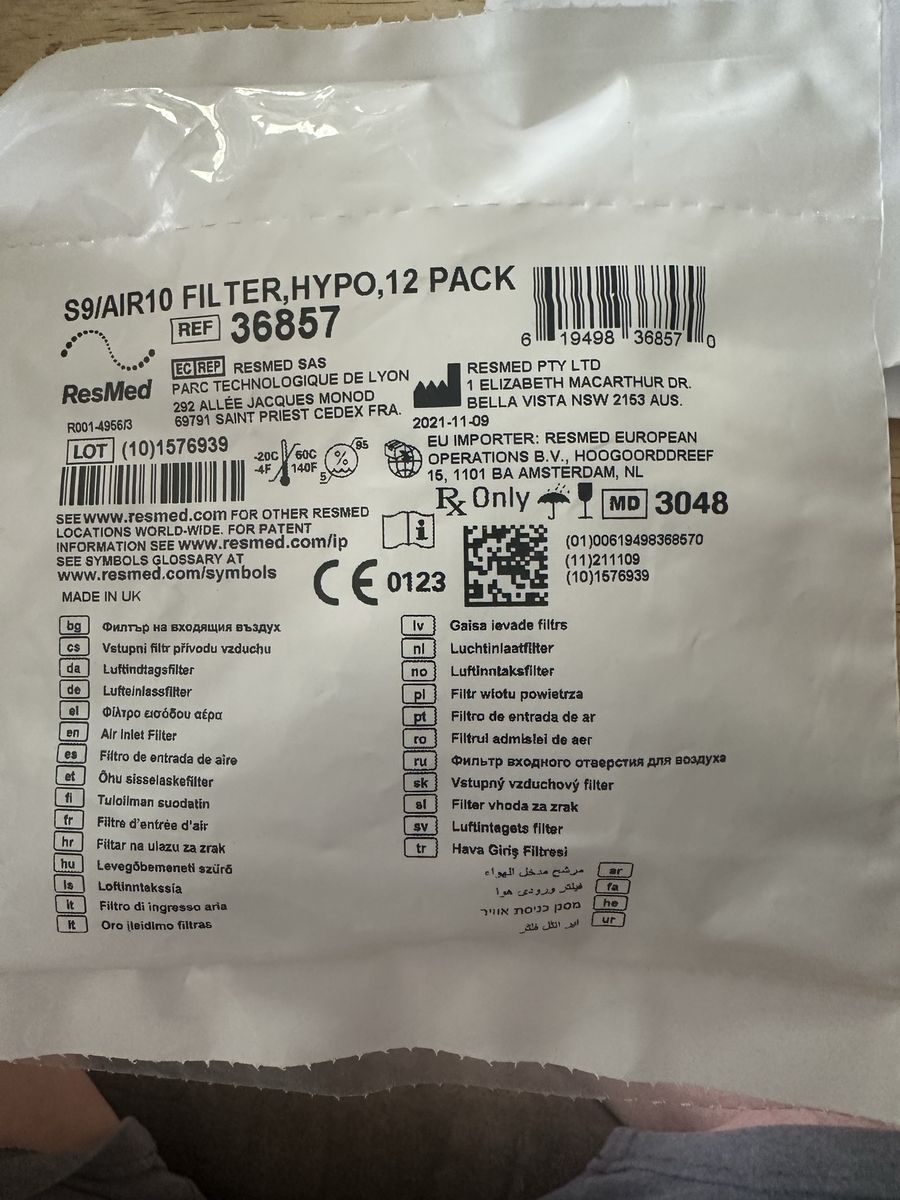 S9/AIR10 FILTER,HYPO,12 PACK
REF 36857
6 19498 36857 0
ResMed
EC REP RESMED SAS
PARC TECHNOLOGIQUE DE LYON
292 ALLÉE JACQUES MONOD
69791 SAINT PRIEST CEDEX FRA.
RESMED PTY LTD
1 ELIZABETH MACARTHUR DR.
BELLA VISTA NSW 2153 AUS.
2021-11-09
R001-4956/3
LOT (10)1576939
-20C
-4F
60C
140F
5 % 95
EU IMPORTER: RESMED EUROPEAN
OPERATIONS B.V., HOOGOORDDREEF
15, 1101 BA AMSTERDAM, NL
Rx Only MD 3048
SEE www.resmed.com FOR OTHER RESMED
LOCATIONS WORLD-WIDE. FOR PATENT
INFORMATION SEE www.resmed.com/ip
SEE SYMBOLS GLOSSARY AT
www.resmed.com/symbols
MADE IN UK
i
CE 0123
(01)00619498368570
(11)211109
(10)1576939
bg Филтър на входящия въздух
cs Vstupní filtr přívodu vzduchu
da Luftindtagsfilter
de Lufteinlassfilter
el Φίλτρο εισόδου αέρα
en Air Inlet Filter
es Filtro de entrada de aire
et Õhu sisselaskefilter
fi Tuloilman suodatin
fr Filtre d'entrée d'air
hr Filtar na ulazu za zrak
hu Levegőbemeneti szűrő
is Loftinntakssía
it Filtro di ingresso aria
lt Oro įleidimo filtras
lv Gaisa ievade filtrs
nl Luchtinlaatfilter
no Luftinntaksfilter
pl Filtr wlotu powietrza
pt Filtro de entrada de ar
ro Filtrul admisiei de aer
ru Фильтр входного отверстия для воздуха
sk Vstupný vzduchový filter
sl Filter vhoda za zrak
sv Luftintagets filter
tr Hava Giriş Filtresi
مرشح مدخل الهواء ar
فیلتر ورودی هوا fa
מסנן כניסת אוויר he
ایر انلٹ فلٹر ur